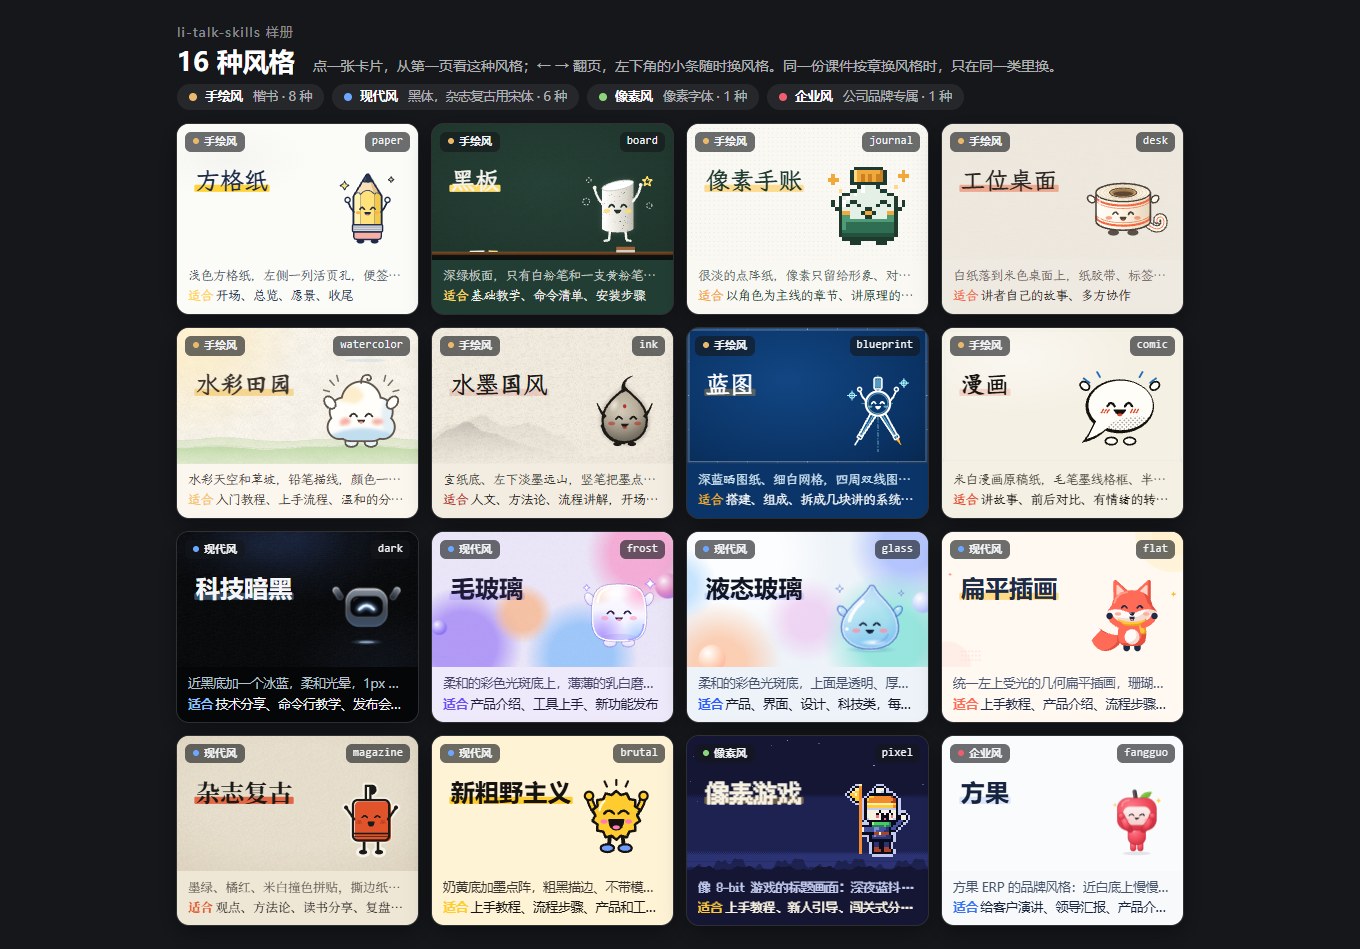 li-talk-skills 样册
16 种风格 点一张卡片，从第一页看这种风格；← → 翻页，左下角的小条随时换风格。同一份课件按章换风格时，只在同一类里换。
手绘风 楷书 · 8 种
现代风 黑体，杂志复古用宋体 · 6 种
像素风 像素字体 · 1 种
企业风 公司品牌专属 · 1 种
手绘风 paper
方格纸
浅色方格纸，左侧一列活页孔，便签…
适合 开场、总览、愿景、收尾
手绘风 board
黑板
深绿板面，只有白粉笔和一支黄粉笔…
适合 基础教学、命令清单、安装步骤
手绘风 journal
像素手账
很淡的点阵纸，像素只留给形象、对…
适合 以角色为主线的章节、讲原理的…
手绘风 desk
工位桌面
白纸落到米色桌面上，纸胶带、标签…
适合 讲者自己的故事、多方协作
手绘风 watercolor
水彩田园
水彩天空和草坡，铅笔描线，颜色一…
适合 入门教程、上手流程、温和的分…
手绘风 ink
水墨国风
宣纸底、左下淡墨远山，竖笔把墨点…
适合 人文、方法论、流程讲解，开场…
手绘风 blueprint
蓝图
深蓝晒图纸、细白网格，四周双线图…
适合 搭建、组成、拆成几块讲的系统…
手绘风 comic
漫画
米白漫画原稿纸，毛笔墨线格框、半…
适合 讲故事、前后对比、有情绪的转…
现代风 dark
科技暗黑
近黑底加一个冰蓝，柔和光晕，1px ...
适合 技术分享、命令行教学、发布会...
现代风 frost
毛玻璃
柔和的彩色光斑底上，薄薄的乳白磨...
适合 产品介绍、工具上手、新功能发布
现代风 glass
液态玻璃
柔和的彩色光斑底，上面是透明、厚...
适合 产品、界面、设计、科技类，每...
现代风 flat
扁平插画
统一左上受光的几何扁平插画，珊瑚...
适合 上手教程、产品介绍、流程步骤...
现代风 magazine
杂志复古
墨绿、橘红、米白撞色拼贴，撕边纸…
适合 观点、方法论、读书分享、复盘…
现代风 brutal
新粗野主义
奶黄底加墨点阵，粗黑描边、不带模...
适合 上手教程、流程步骤、产品和工...
像素风 pixel
像素游戏
像 8-bit 游戏的标题画面：深夜蓝抖…
适合 上手教程、新人引导、闯关式分…
企业风 fangguo
方果
方果 ERP 的品牌风格：近白底上慢慢...
适合 给客户演讲、领导汇报、产品介...